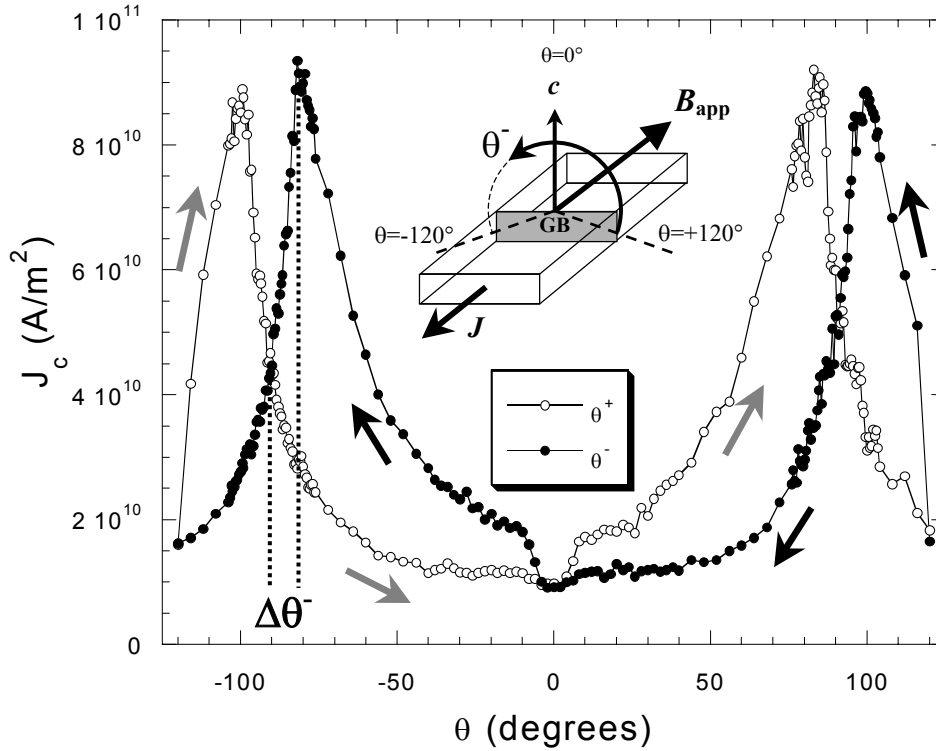 1 10¹¹
8 10¹⁰
6 10¹⁰
4 10¹⁰
2 10¹⁰
0
J_c (A/m²)
-100
-50
0
50
100
θ (degrees)
θ=0°
c
B_app
θ⁻
GB
θ=-120°
θ=+120°
J
θ⁺
θ⁻
Δθ⁻